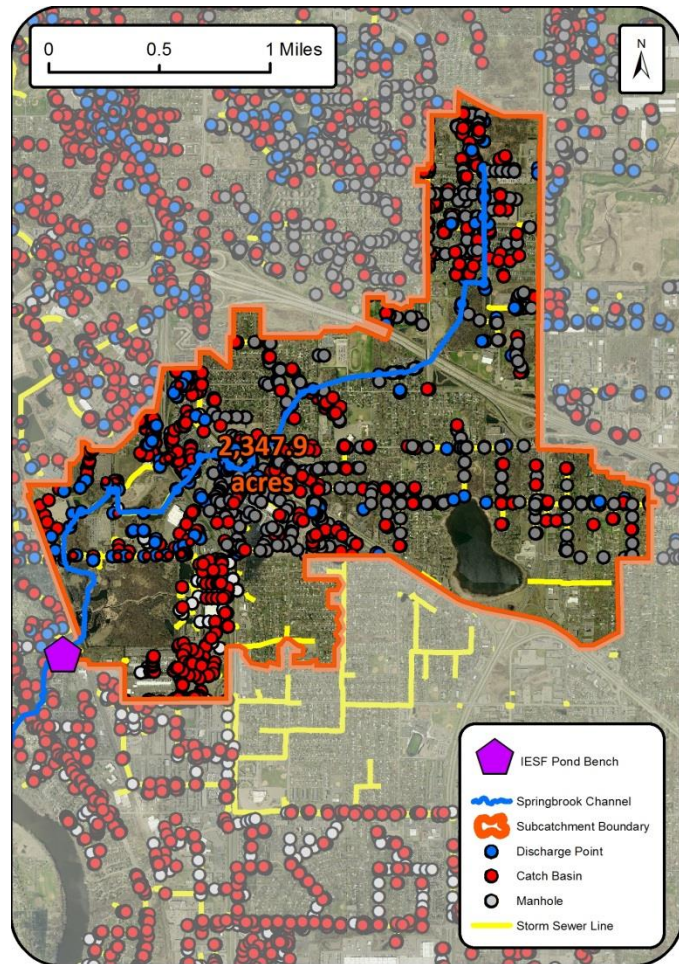 0 0.5 1 Miles
N
2,347.9
acres
IESF Pond Bench
Springbrook Channel
Subcatchment Boundary
Discharge Point
Catch Basin
Manhole
Storm Sewer Line